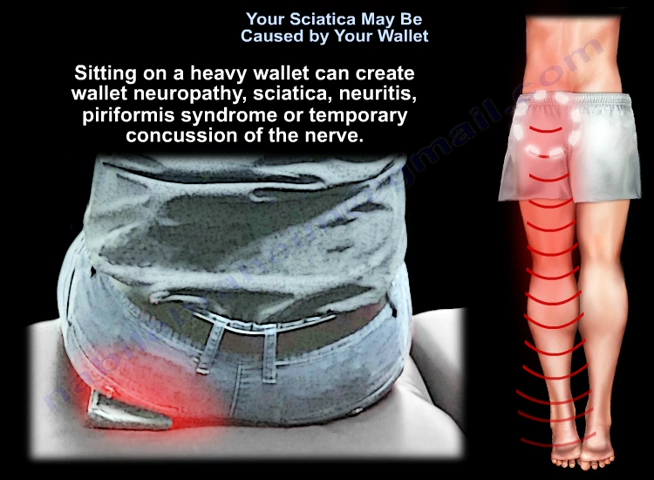 Your Sciatica May Be
Caused by Your Wallet
Sitting on a heavy wallet can create
wallet neuropathy, sciatica, neuritis,
piriformis syndrome or temporary
concussion of the nerve.